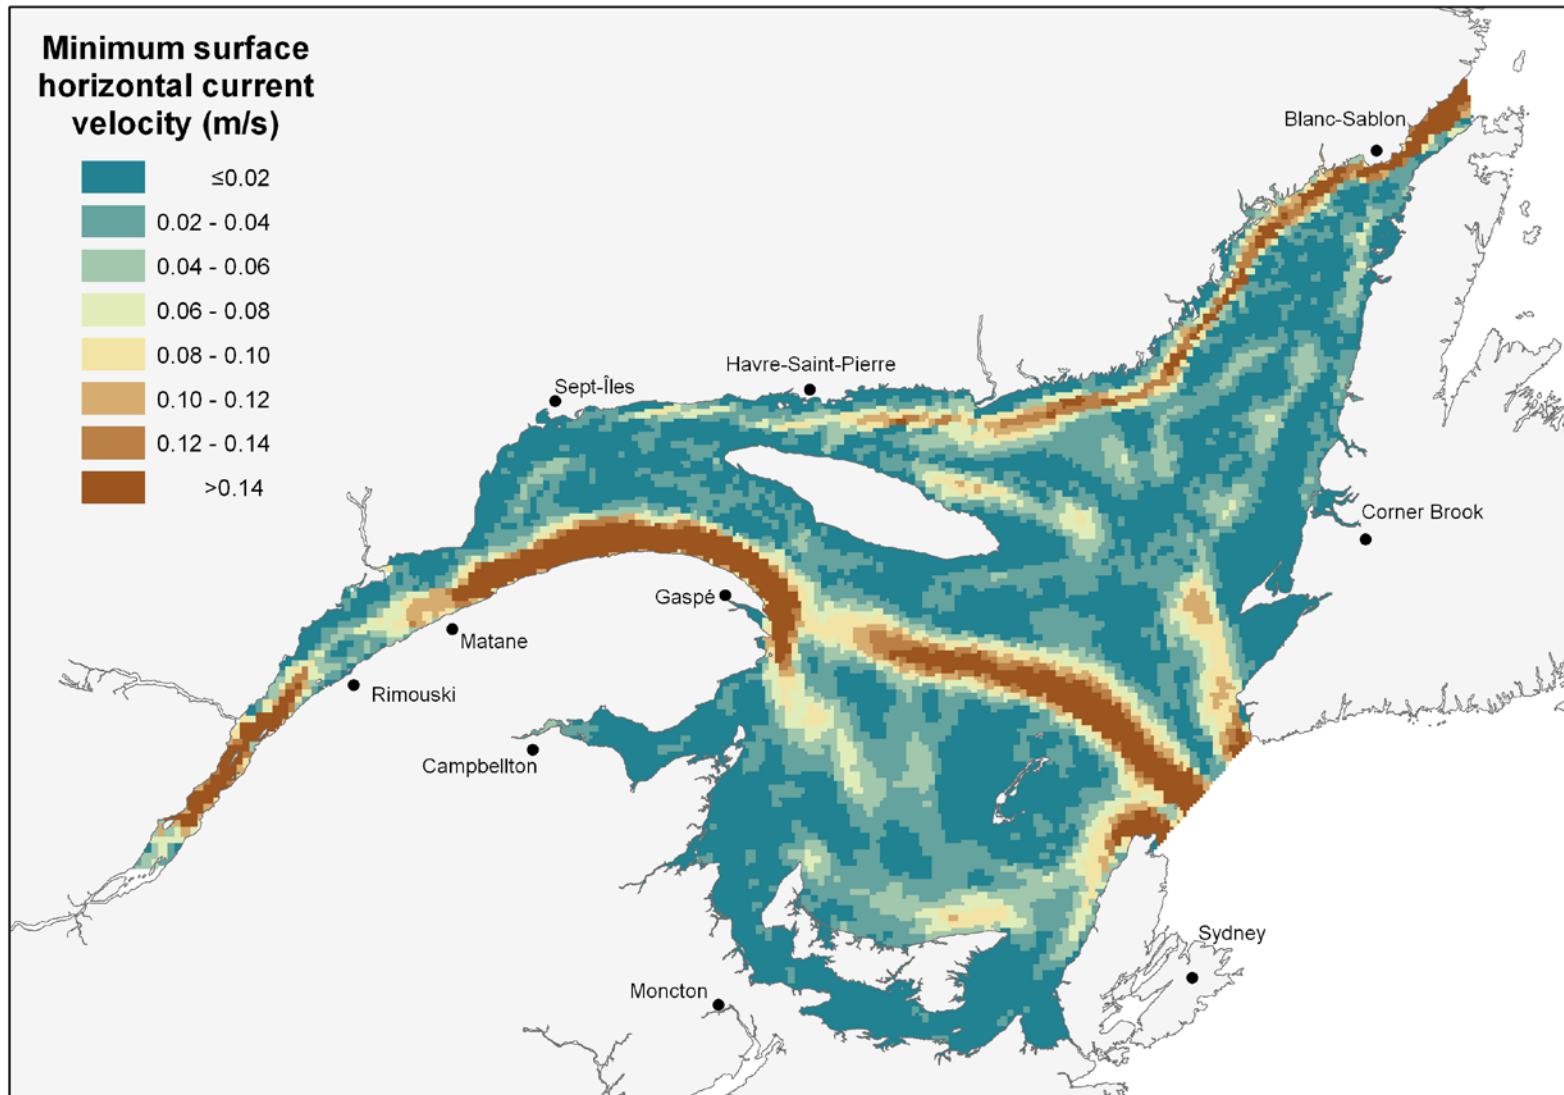 Minimum surface
horizontal current
velocity (m/s)
≤0.02
0.02 - 0.04
0.04 - 0.06
0.06 - 0.08
0.08 - 0.10
0.10 - 0.12
0.12 - 0.14
>0.14
Blanc-Sablon
Havre-Saint-Pierre
Sept-Îles
Corner Brook
Gaspé
Matane
Rimouski
Campbellton
Sydney
Moncton